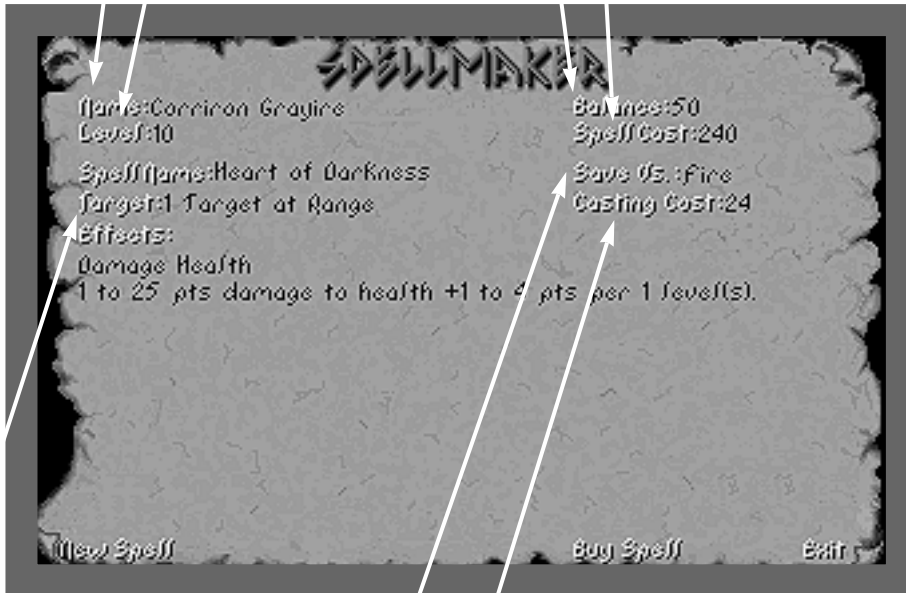 SPELLMAKER
Name:Corriron Grayire Balance:50
Level:10 Spell Cost:240
Spell Name:Heart of Darkness Save Vs.:Fire
Target:1 Target at Range Casting Cost:24
Effects:
Damage Health
1 to 25 pts damage to health +1 to 4 pts per 1 level(s).
New Spell Buy Spell Exit